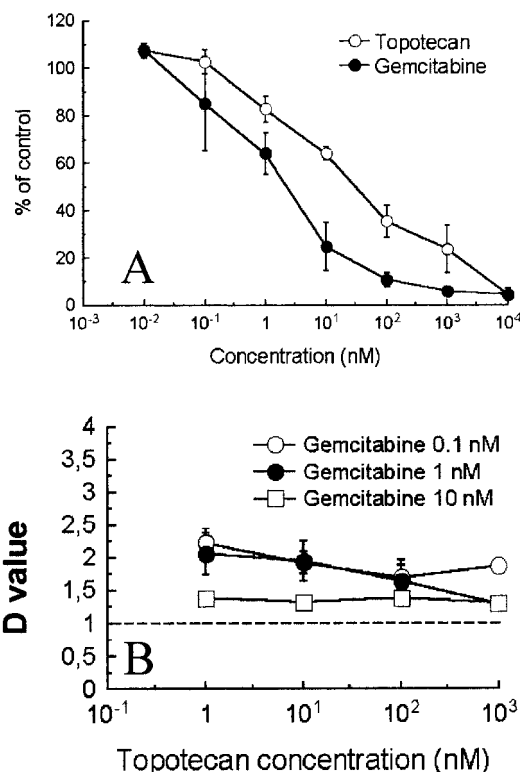 120
100
80
60
40
20
0
% of control
Topotecan
Gemcitabine
A
10⁻³ 10⁻² 10⁻¹ 1 10¹ 10² 10³ 10⁴
Concentration (nM)
4
3,5
3
2,5
2
1,5
1
0,5
0
D value
Gemcitabine 0.1 nM
Gemcitabine 1 nM
Gemcitabine 10 nM
B
10⁻¹ 1 10¹ 10² 10³
Topotecan concentration (nM)